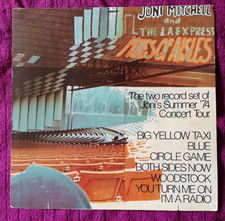 JONI MITCHELL
and
THE L.A. EXPRESS
MILES OF AISLES
The two record set of
Joni's Summer '74
Concert Tour.
BIG YELLOW TAXI
BLUE
CIRCLE GAME
BOTH SIDES NOW
WOODSTOCK
YOU TURN ME ON
I'M A RADIO